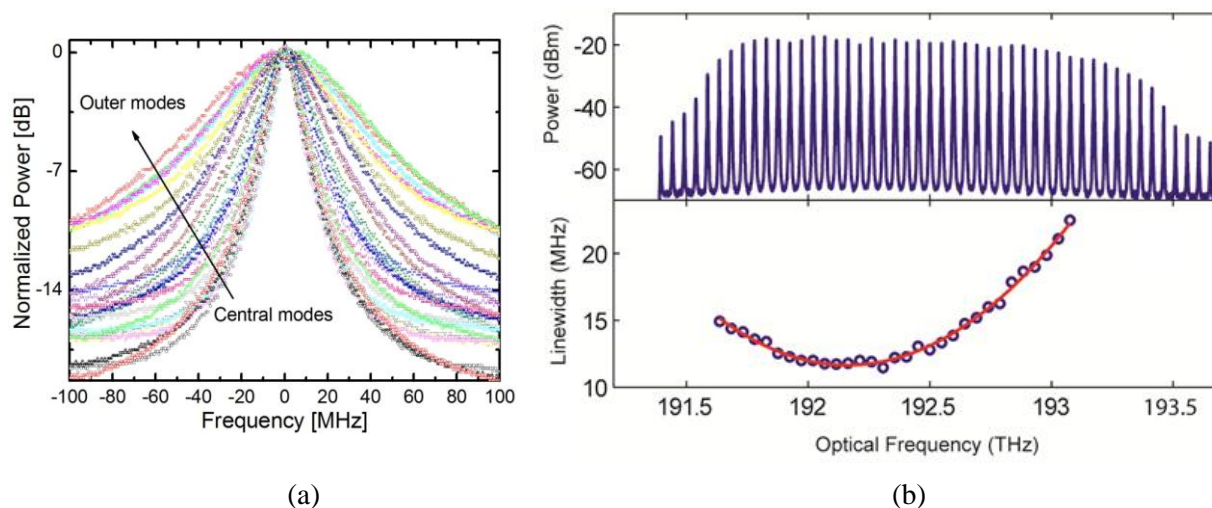 0
-7
-14
Normalized Power [dB]
Outer modes
Central modes
-100 -80 -60 -40 -20 0 20 40 60 80 100
Frequency [MHz]
(a)
-20
-40
-60
Power (dBm)
20
15
10
Linewidth (MHz)
191.5 192 192.5 193 193.5
Optical Frequency (THz)
(b)